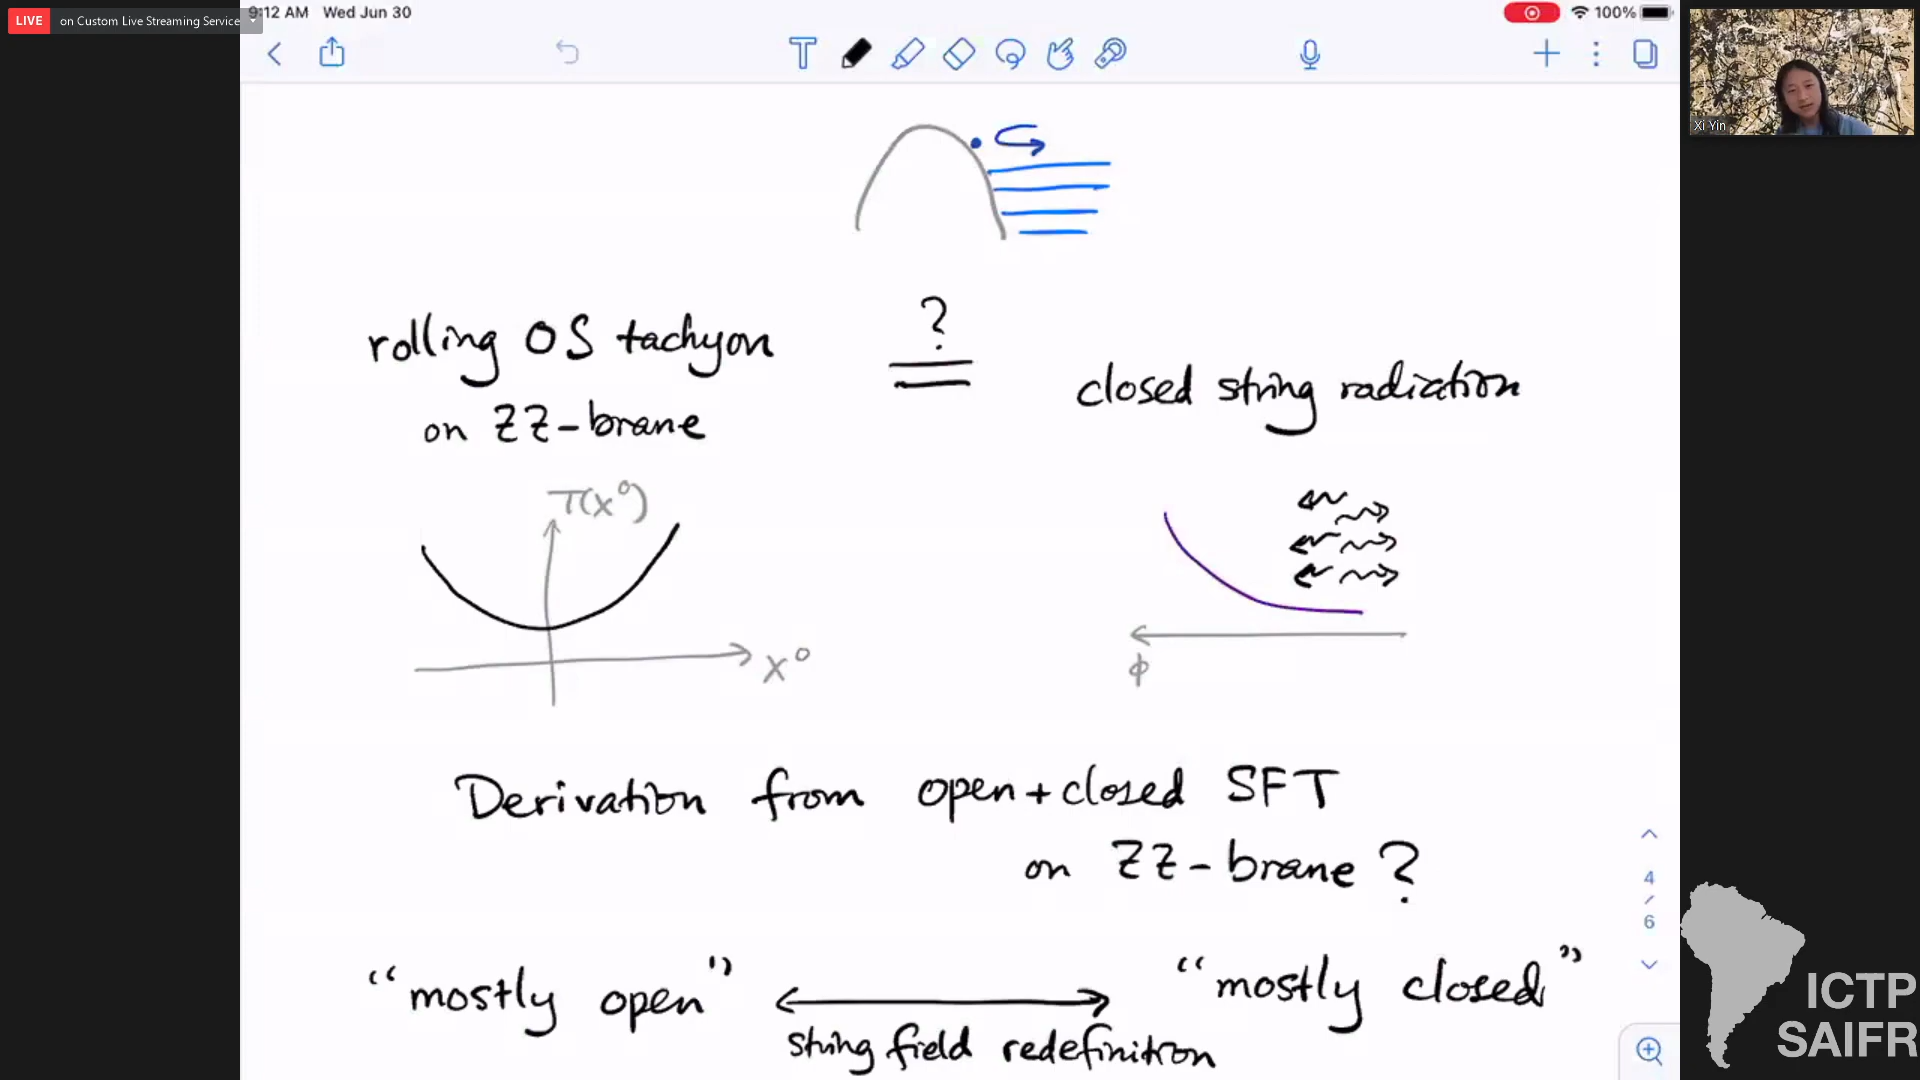 LIVE on Custom Live Streaming Service
9:12 AM Wed Jun 30
100%
Xi Yin
?
rolling OS tachyon
on ZZ-brane
=
closed string radiation
T(x⁰)
x⁰
ϕ
Derivation from open+closed SFT
on ZZ-brane ?
4
/
6
"mostly open" ⟷ "mostly closed"
string field redefinition
ICTP
SAIFR